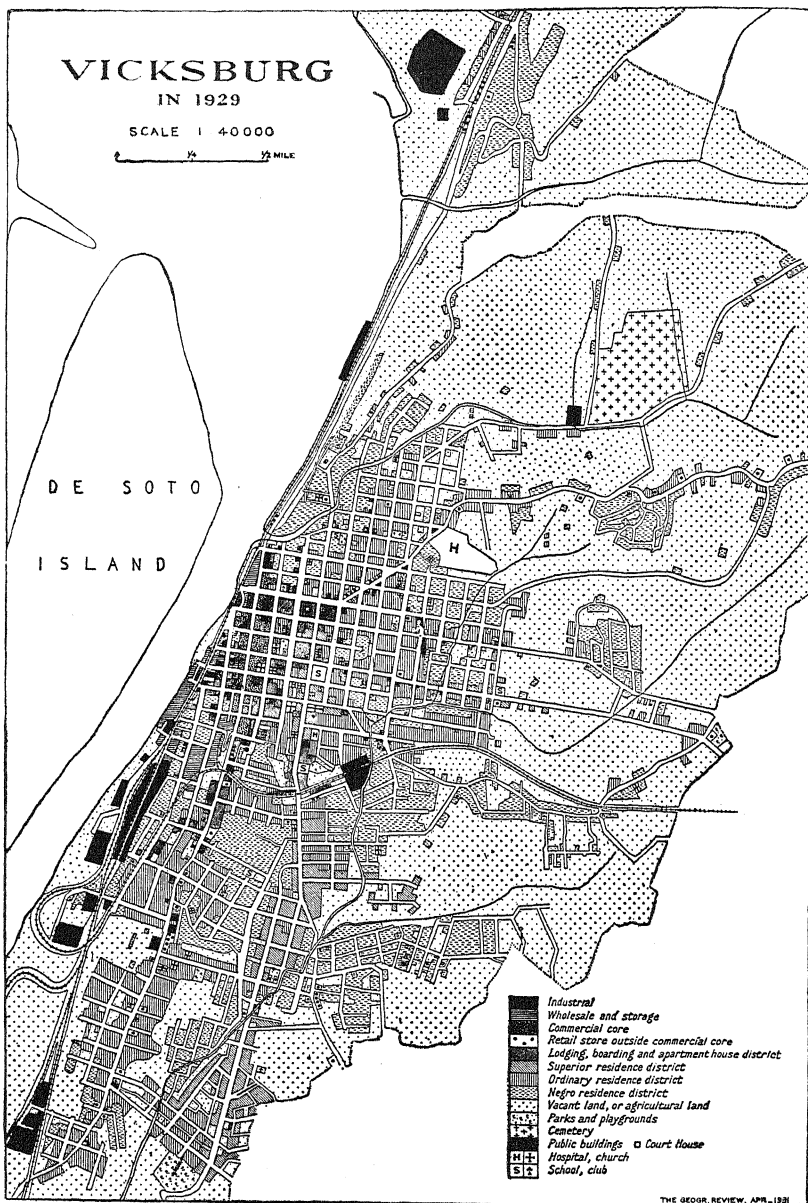 VICKSBURG
IN 1929
SCALE 1 40000
1/4 1/2 MILE
DE SOTO
ISLAND
H
S
S
S
H
S
S
Industrial
Wholesale and storage
Commercial core
Retail store outside commercial core
Lodging, boarding and apartment house district
Superior residence district
Ordinary residence district
Negro residence district
Vacant land, or agricultural land
Parks and playgrounds
Cemetery
Public buildings Court House
H Hospital, church
S School, club
THE GEOGR. REVIEW, APR., 1931